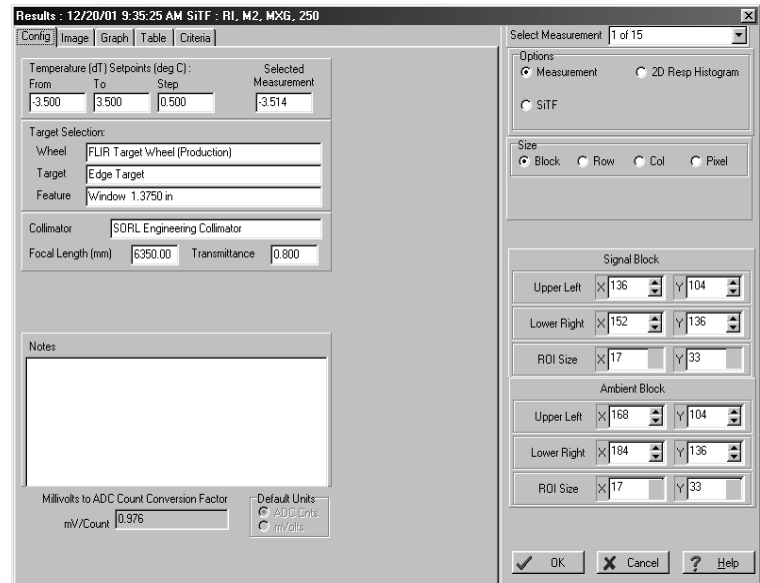 Results : 12/20/01 9:35:25 AM SiTF : RI, M2, MXG, 250
Config Image Graph Table Criteria
Temperature (dT) Setpoints (deg C) : Selected
From To Step Measurement
-3.500 3.500 0.500 -3.514
Target Selection:
Wheel FLIR Target Wheel (Production)
Target Edge Target
Feature Window 1.3750 in
Collimator SORL Engineering Collimator
Focal Length (mm) 6350.00 Transmittance 0.800
Notes
Millivolts to ADC Count Conversion Factor
mV/Count 0.976
Default Units
ADC Cnts
mVolts
Select Measurement 1 of 15
Options
Measurement 2D Resp Histogram
SiTF
Size
Block Row Col Pixel
Signal Block
Upper Left X 136 Y 104
Lower Right X 152 Y 136
ROI Size X 17 Y 33
Ambient Block
Upper Left X 168 Y 104
Lower Right X 184 Y 136
ROI Size X 17 Y 33
OK Cancel Help